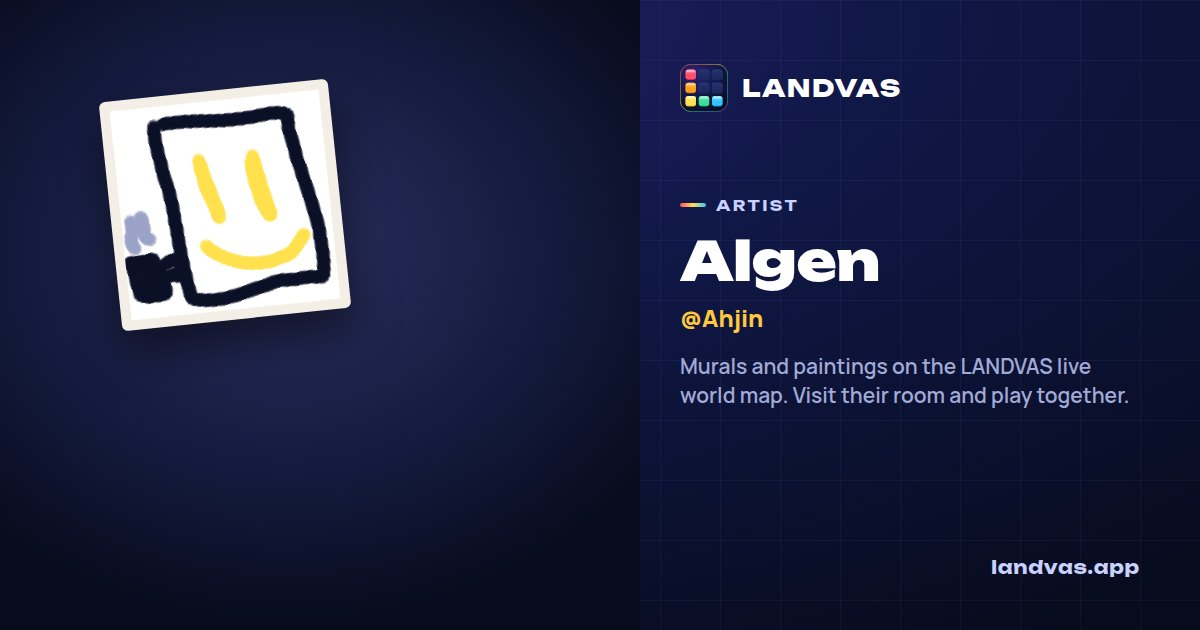 LANDVAS
ARTIST
Algen
@Ahjin
Murals and paintings on the LANDVAS live
world map. Visit their room and play together.
landvas.app